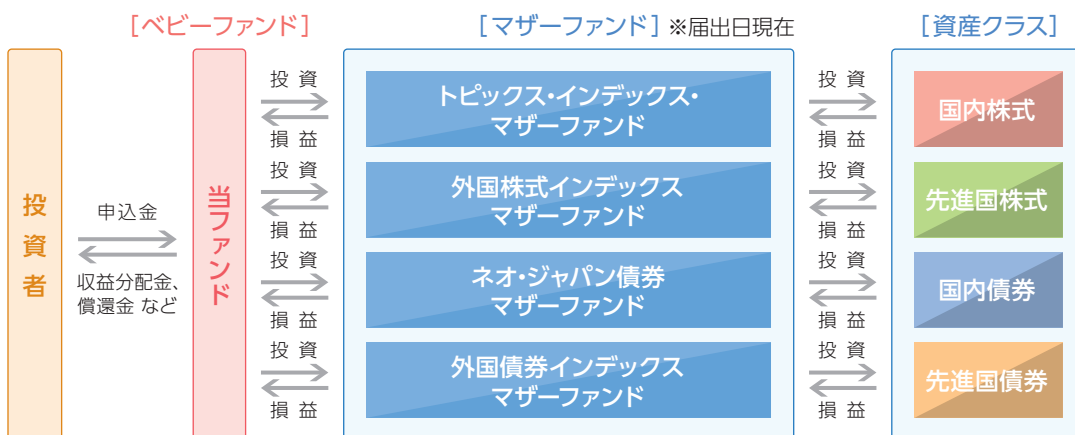 ［ベビーファンド］
［マザーファンド］※届出日現在
［資産クラス］
投資者
申込金
収益分配金、
償還金 など
当ファンド
投 資
損 益
投 資
損 益
投 資
損 益
投 資
損 益
トピックス・インデックス・
マザーファンド
外国株式インデックス
マザーファンド
ネオ・ジャパン債券
マザーファンド
外国債券インデックス
マザーファンド
投 資
損 益
投 資
損 益
投 資
損 益
投 資
損 益
国内株式
先進国株式
国内債券
先進国債券